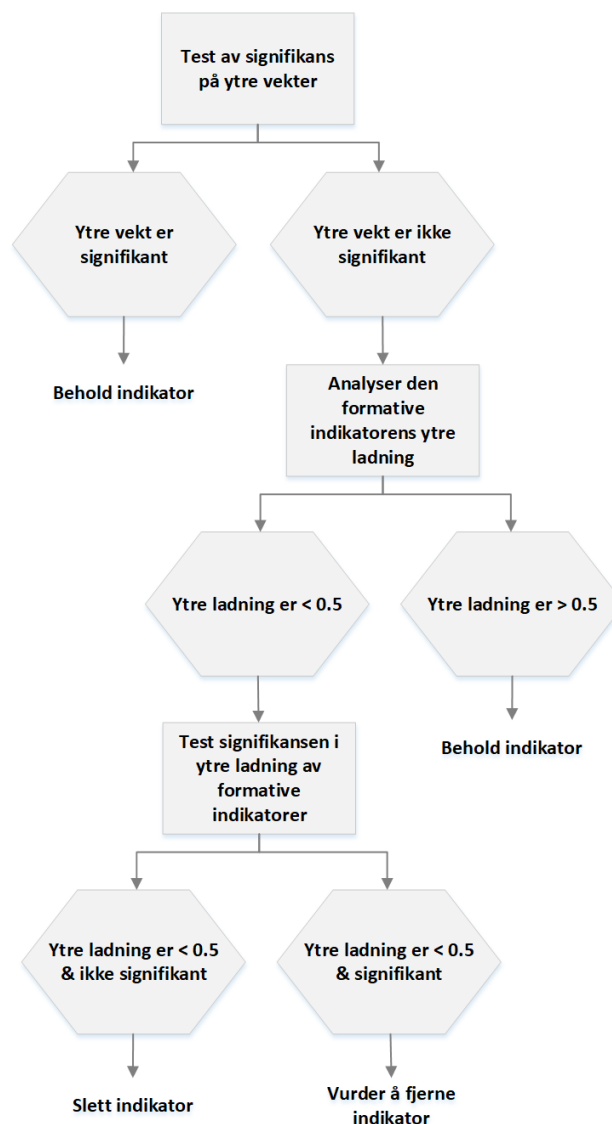 Test av signifikans
på ytre vekter
Ytre vekt er
signifikant
Ytre vekt er ikke
signifikant
Behold indikator
Analyser den
formative
indikatorens ytre
ladning
Ytre ladning er < 0.5
Ytre ladning er > 0.5
Test signifikansen i
ytre ladning av
formative
indikatorer
Behold indikator
Ytre ladning er < 0.5
& ikke signifikant
Ytre ladning er < 0.5
& signifikant
Slett indikator
Vurder å fjerne
indikator